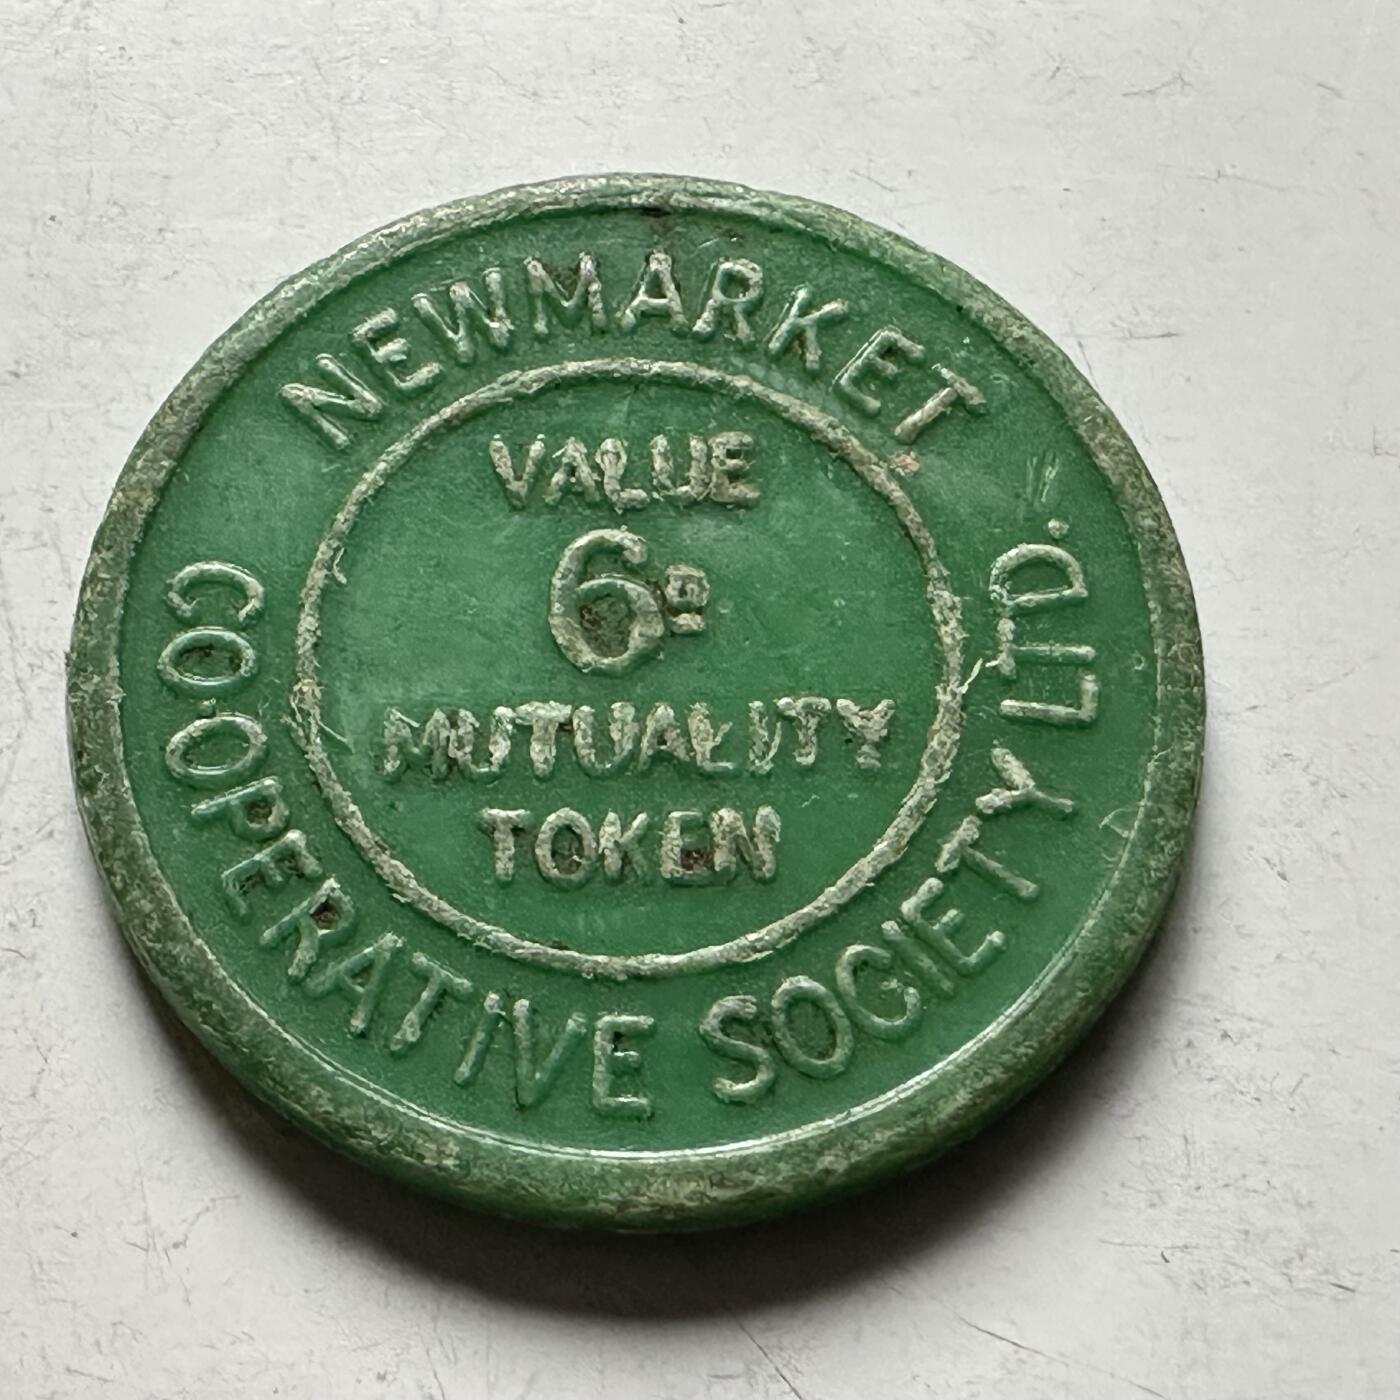 NEWMARKET
CO-OPERATIVE SOCIETY LTD.
VALUE
6D
MUTUALITY
TOKEN